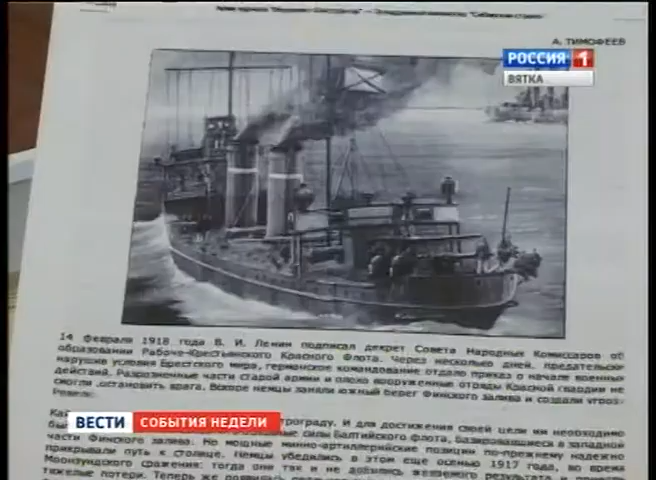 А. ТИМОФЕЕВ
РОССИЯ 1
ВЯТКА
14 февраля 1918 года В. И. Ленин подписал декрет Совета Народных Комиссаров об
образовании Рабоче-Крестьянского Красного Флота. Через несколько дней, предательски
нарушив условия Брестского мира, германское командование отдало приказ о начале военных
действий. Разрозненные части старой армии и плохо вооруженные отряды Красной гвардии не
смогли остановить врага. Вскоре немцы заняли южный берег Финского залива и создали угрозу
Ревелю.
трограду. И для достижения своей цели им необходимо
ные силы Балтийского флота, базировавшиеся в западной
части Финского залива. Но мощные минно-артиллерийские позиции по-прежнему надежно
прикрывали путь к столице. Немцы убедились в этом еще осенью 1917 года, во время
Моонзундского сражения: тогда они так и не добились желаемого результата и
тяжелые потери. Теперь же
ВЕСТИ СОБЫТИЯ НЕДЕЛИ